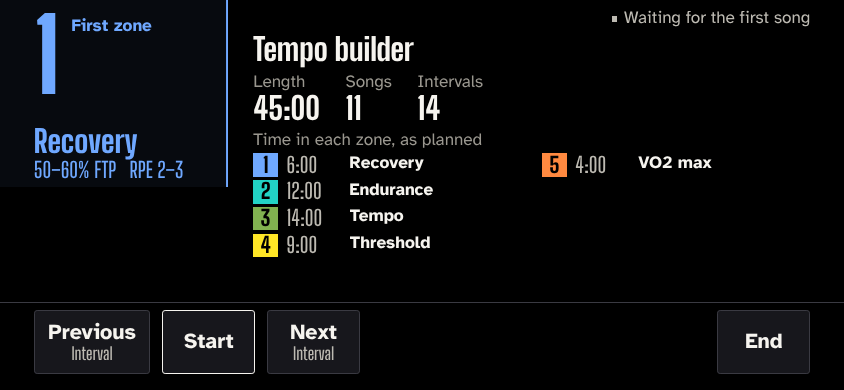 1 First zone
Recovery
50–60% FTP RPE 2–3
Waiting for the first song
Tempo builder
Length Songs Intervals
45:00 11 14
Time in each zone, as planned
1 6:00 Recovery
2 12:00 Endurance
3 14:00 Tempo
4 9:00 Threshold
5 4:00 VO2 max
Previous
Interval
Start
Next
Interval
End